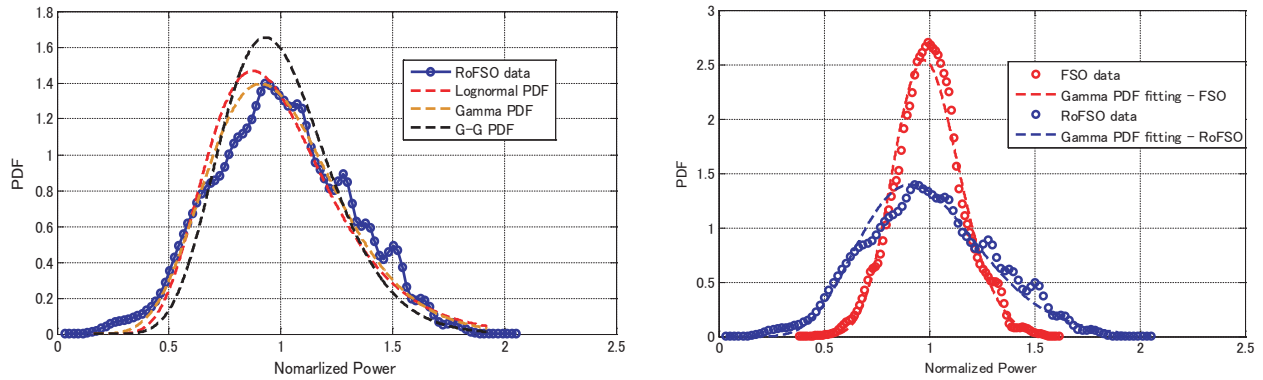 PDF
1.8
1.6
1.4
1.2
1
0.8
0.6
0.4
0.2
0
0 0.5 1 1.5 2 2.5
Nomarlized Power
PDF
RoFSO data
Lognormal PDF
Gamma PDF
G-G PDF
3
2.5
2
1.5
1
0.5
0
0 0.5 1 1.5 2 2.5
Normarlized Power
PDF
FSO data
Gamma PDF fitting - FSO
RoFSO data
Gamma PDF fitting - RoFSO